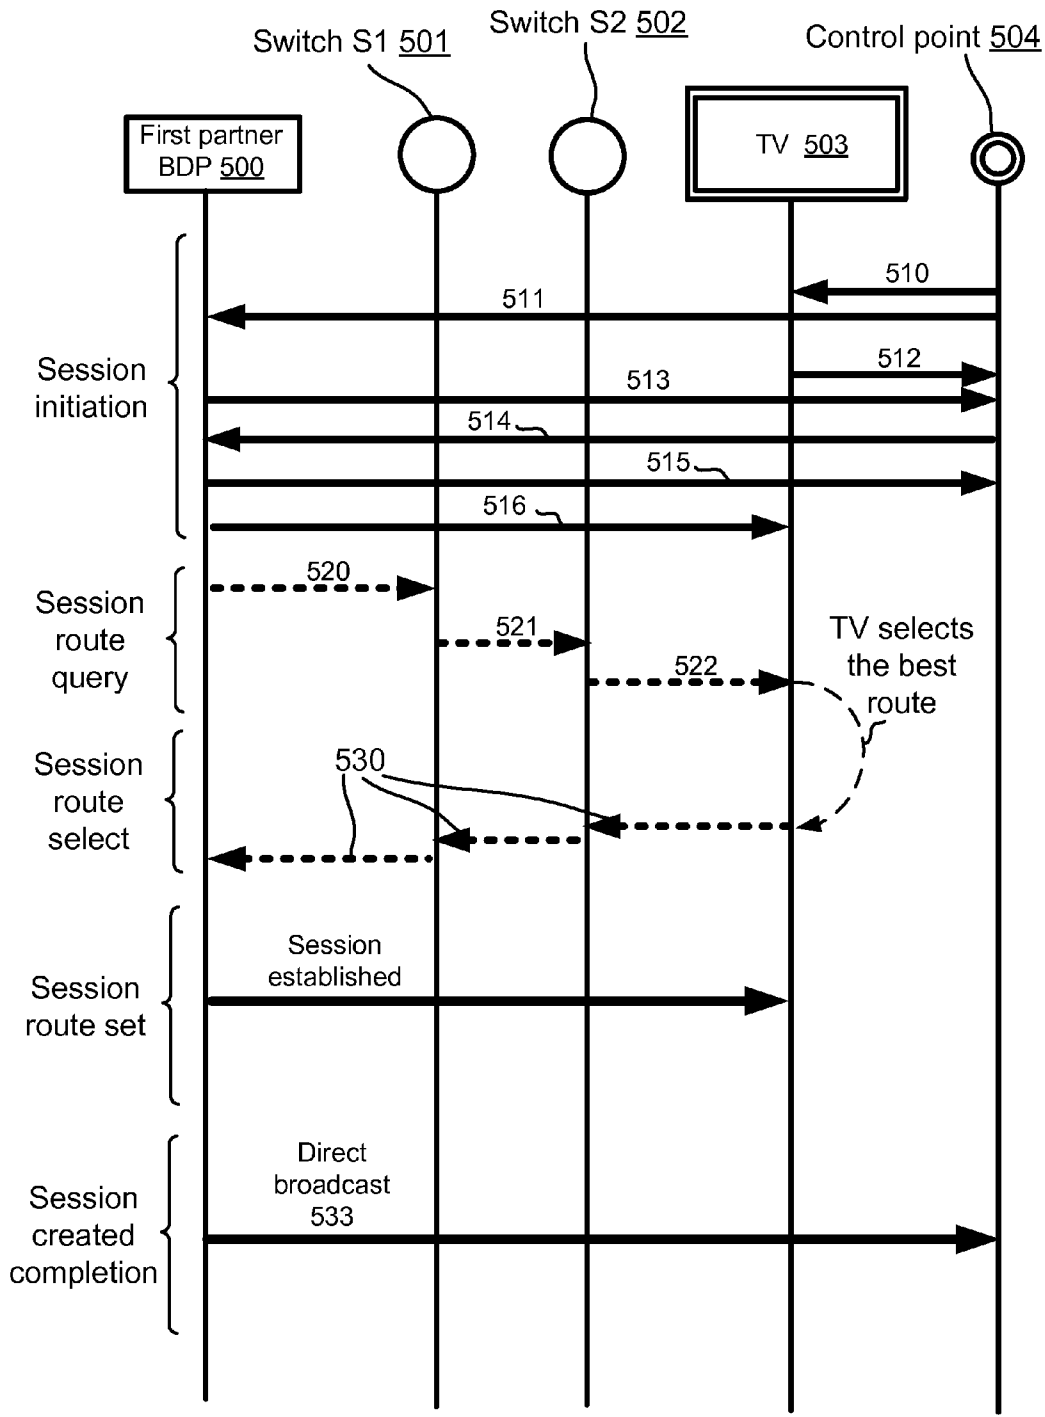 Switch S1 501
Switch S2 502
Control point 504
First partner
BDP 500
TV 503
Session
initiation
510
511
512
513
514
515
516
Session
route
query
520
521
522
TV selects
the best
route
Session
route
select
530
Session
route set
Session
established
Session
created
completion
Direct
broadcast
533